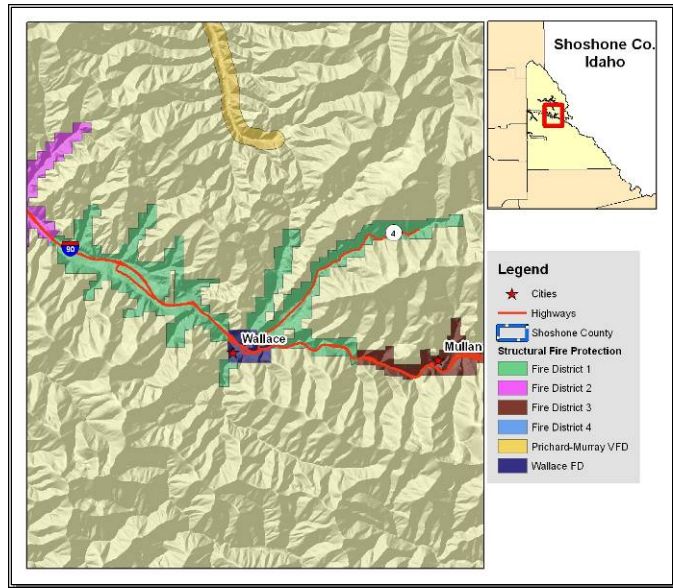 Shoshone Co.
Idaho
90
4
Wallace
Mullan
Legend
Cities
Highways
Shoshone County
Structural Fire Protection
Fire District 1
Fire District 2
Fire District 3
Fire District 4
Prichard-Murray VFD
Wallace FD